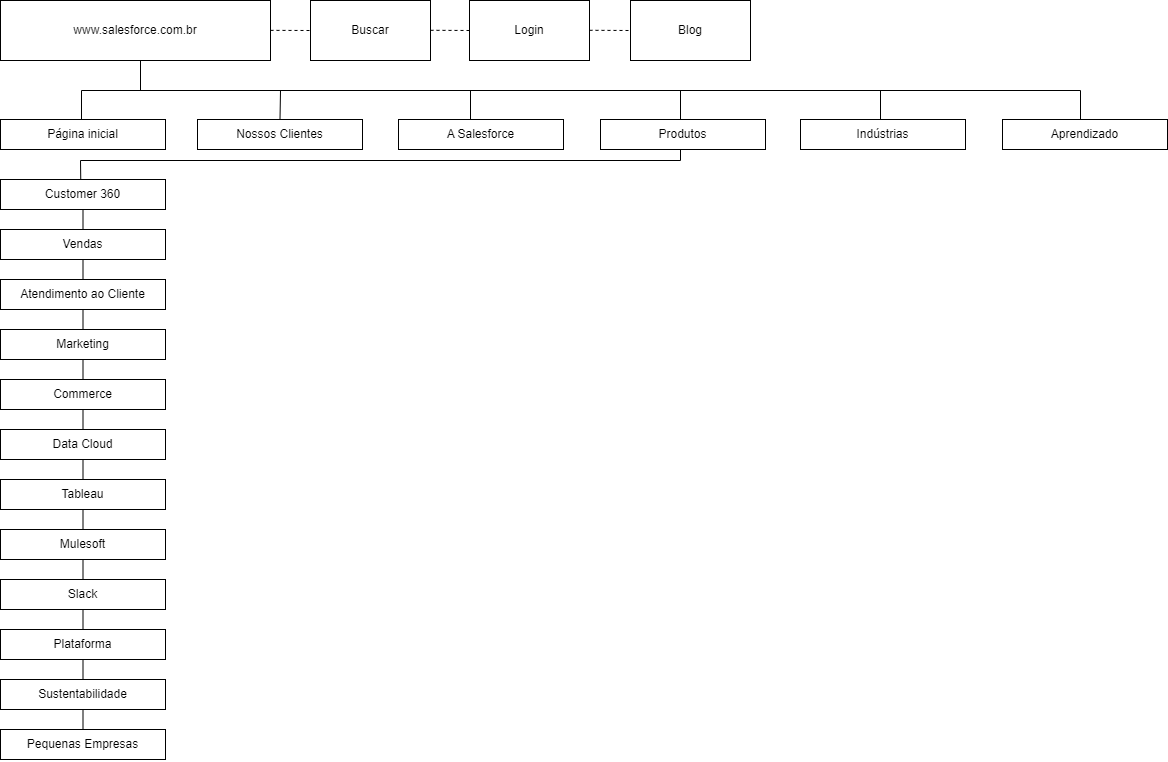 www.salesforce.com.br
Buscar
Login
Blog
Página inicial
Nossos Clientes
A Salesforce
Produtos
Indústrias
Aprendizado
Customer 360
Vendas
Atendimento ao Cliente
Marketing
Commerce
Data Cloud
Tableau
Mulesoft
Slack
Plataforma
Sustentabilidade
Pequenas Empresas